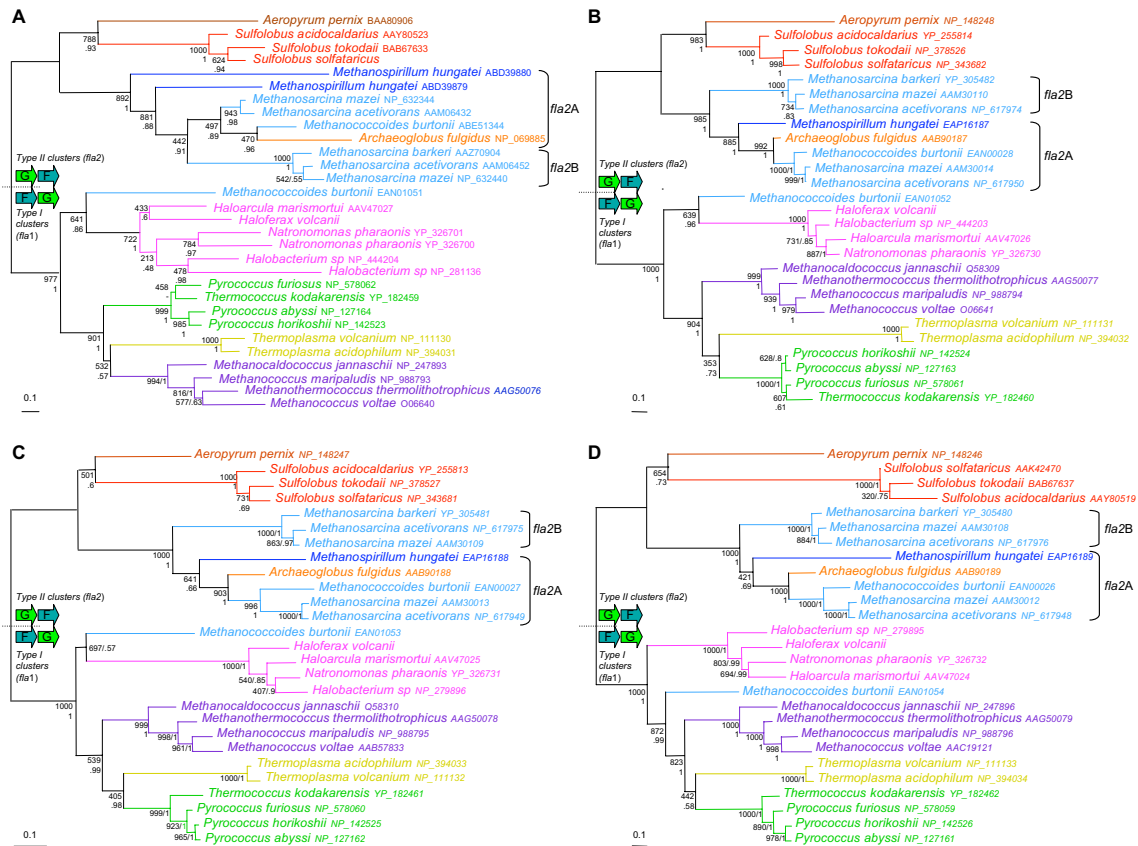 A
Aeropyrum pernix BAA80906
788
.93
Sulfolobus acidocaldarius AAY80523
Sulfolobus tokodaii BAB67633
Sulfolobus solfataricus
1000
1
624
.94
Methanospirillum hungatei ABD39880
Methanospirillum hungatei ABD39879
892
1
881
.88
Methanosarcina mazei NP_632344
Methanosarcina acetivorans AAM06432
943
.98
Methanococcoides burtonii ABE51344
497
.89
Archaeoglobus fulgidus NP_069885
470
.96
fla2A
442
.91
Methanosarcina barkeri AAZ70904
Methanosarcina acetivorans AAM06452
Methanosarcina mazei NP_632440
1000
1
542/.55
fla2B
Type II clusters (fla2)
G F
F G
Type I
clusters
(fla1)
Methanococcoides burtonii EAN01051
641
.86
Haloarcula marismortui AAV47027
433
.6
Haloferax volcanii
722
1
Natronomonas pharaonis YP_326701
Natronomonas pharaonis YP_326700
784
.97
213
.48
Halobacterium sp NP_444204
Halobacterium sp NP_281136
478
.98
977
1
Pyrococcus furiosus NP_578062
458
-
Thermococcus kodakarensis YP_182459
Pyrococcus abyssi NP_127164
Pyrococcus horikoshii NP_142523
999
1
985
1
901
1
Thermoplasma volcanium NP_111130
Thermoplasma acidophilum NP_394031
1000
1
532
.57
Methanocaldococcus jannaschii NP_247893
Methanococcus maripaludis NP_988793
Methanothermococcus thermolithotrophicus AAG50076
Methanococcus voltae O06640
994/1
816/1
577/.63
0.1
B
Aeropyrum pernix NP_148248
983
1
Sulfolobus acidocaldarius YP_255814
Sulfolobus tokodaii NP_378526
Sulfolobus solfataricus NP_343682
1000
1
998
1
Methanosarcina barkeri YP_305482
Methanosarcina mazei AAM30110
Methanosarcina acetivorans NP_617974
1000
1
734
.83
fla2B
985
1
Methanospirillum hungatei EAP16187
885
1
Archaeoglobus fulgidus AAB90187
992
1
Methanococcoides burtonii EAN00028
Methanosarcina mazei AAM30014
Methanosarcina acetivorans NP_617950
1000/1
999/1
fla2A
Type II clusters (fla2)
G F
F G
Type I
clusters
(fla1)
Methanococcoides burtonii EAN01052
639
.96
Haloferax volcanii
Halobacterium sp NP_444203
Haloarcula marismortui AAV47026
Natronomonas pharaonis YP_326730
1000
1
731/.85
887/1
1000
1
Methanocaldococcus jannaschii Q58309
Methanothermococcus thermolithotrophicus AAG50077
Methanococcus maripaludis NP_988794
Methanococcus voltae O06641
999
1
939
1
979
1
904
1
Thermoplasma volcanium NP_111131
Thermoplasma acidophilum NP_394032
1000
1
353
.73
Pyrococcus horikoshii NP_142524
Pyrococcus abyssi NP_127163
Pyrococcus furiosus NP_578061
Thermococcus kodakarensis YP_182460
628/.8
1000/1
607
.61
0.1
C
Aeropyrum pernix NP_148247
501
.6
Sulfolobus acidocaldarius YP_255813
Sulfolobus tokodaii NP_378527
Sulfolobus solfataricus NP_343681
1000
1
731
.69
Methanosarcina barkeri YP_305481
Methanosarcina acetivorans NP_617975
Methanosarcina mazei AAM30109
1000/1
863/.97
fla2B
1000
1
Methanospirillum hungatei EAP16188
641
.66
Archaeoglobus fulgidus AAB90188
903
1
Methanococcoides burtonii EAN00027
Methanosarcina mazei AAM30013
Methanosarcina acetivorans NP_617949
996
1
1000/1
fla2A
Type II clusters (fla2)
G F
F G
Type I
clusters
(fla1)
Methanococcoides burtonii EAN01053
697/.57
Haloferax volcanii
Haloarcula marismortui AAV47025
Natronomonas pharaonis YP_326731
Halobacterium sp NP_279896
1000/1
540/.85
407/.9
1000
1
Methanocaldococcus jannaschii Q58310
Methanothermococcus thermolithotrophicus AAG50078
Methanococcus maripaludis NP_988795
Methanococcus voltae AAB57833
999
1
998/1
961/1
539
.99
Thermoplasma acidophilum NP_394033
Thermoplasma volcanium NP_111132
1000/1
405
.98
Thermococcus kodakarensis YP_182461
Pyrococcus furiosus NP_578060
Pyrococcus horikoshii NP_142525
Pyrococcus abyssi NP_127162
999/1
923/1
965/1
0.1
D
Aeropyrum pernix NP_148246
654
.73
Sulfolobus solfataricus AAK42470
Sulfolobus tokodaii BAB67637
Sulfolobus acidocaldarius AAY80519
1000/1
320/.75
Methanosarcina barkeri YP_305480
Methanosarcina mazei AAM30108
Methanosarcina acetivorans NP_617976
1000/1
884/1
fla2B
1000
1
Methanospirillum hungatei EAP16189
421
.69
Archaeoglobus fulgidus AAB90189
Methanococcoides burtonii EAN00026
Methanosarcina mazei AAM30012
Methanosarcina acetivorans NP_617948
1000/1
1000/1
fla2A
Type II clusters (fla2)
G F
F G
Type I
clusters
(fla1)
Halobacterium sp NP_279895
Haloferax volcanii
Natronomonas pharaonis YP_326732
Haloarcula marismortui AAV47024
1000/1
803/.99
694/.99
1000
1
Methanococcoides burtonii EAN01054
872
.99
Methanocaldococcus jannaschii NP_247896
Methanothermococcus thermolithotrophicus AAG50079
Methanococcus maripaludis NP_988796
Methanococcus voltae AAC19121
1000
1
1000
1
998
1
823
1
Thermoplasma volcanium NP_111133
Thermoplasma acidophilum NP_394034
1000/1
442
.58
Thermococcus kodakarensis YP_182462
Pyrococcus furiosus NP_578059
Pyrococcus horikoshii NP_142526
Pyrococcus abyssi NP_127161
1000/1
890/1
978/1
0.1